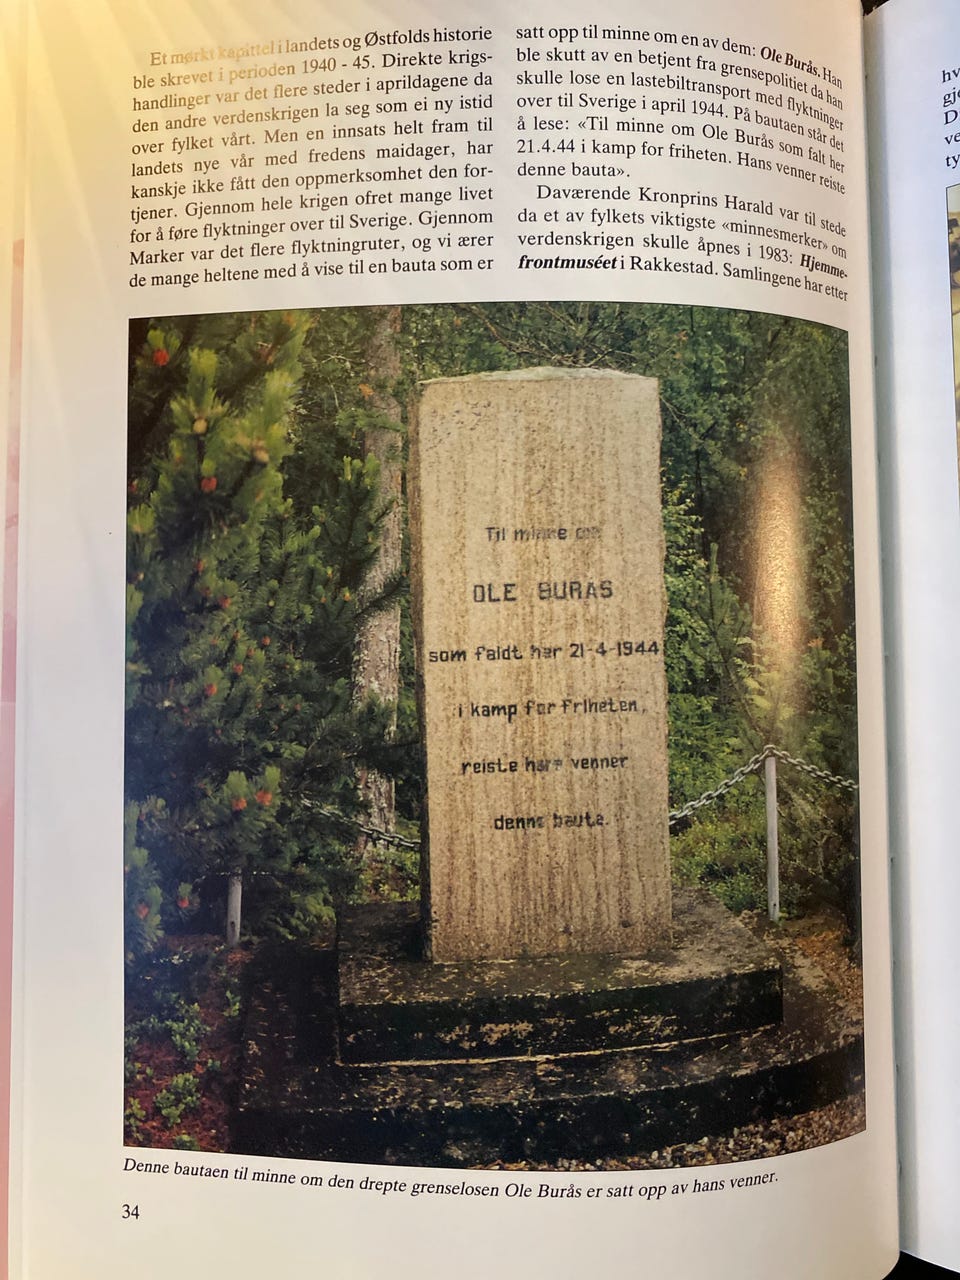 Et mørkt kapittel i landets og Østfolds historie
ble skrevet i perioden 1940 - 45. Direkte krigs-
handlinger var det flere steder i aprildagene da
den andre verdenskrigen la seg som ei ny istid
over fylket vårt. Men en innsats helt fram til
landets nye vår med fredens maidager, har
kanskje ikke fått den oppmerksomhet den for-
tjener. Gjennom hele krigen ofret mange livet
for å føre flyktninger over til Sverige. Gjennom
Marker var det flere flyktningruter, og vi ærer
de mange heltene med å vise til en bauta som er
satt opp til minne om en av dem: Ole Burås. Han
ble skutt av en betjent fra grensepolitiet da han
skulle lose en lastebiltransport med flyktninger
over til Sverige i april 1944. På bautaen står det
å lese: «Til minne om Ole Burås som falt her
21.4.44 i kamp for friheten. Hans venner reiste
denne bauta».
Daværende Kronprins Harald var til stede
da et av fylkets viktigste «minnesmerker» om
verdenskrigen skulle åpnes i 1983: Hjemme-
frontmuséet i Rakkestad. Samlingene har etter
Til minne om
OLE BURÅS
som faldt her 21-4-1944
i kamp for friheten,
reiste hans venner
denne bauta.
Denne bautaen til minne om den drepte grenselosen Ole Burås er satt opp av hans venner.
34
hv
gj
D
ve
ty